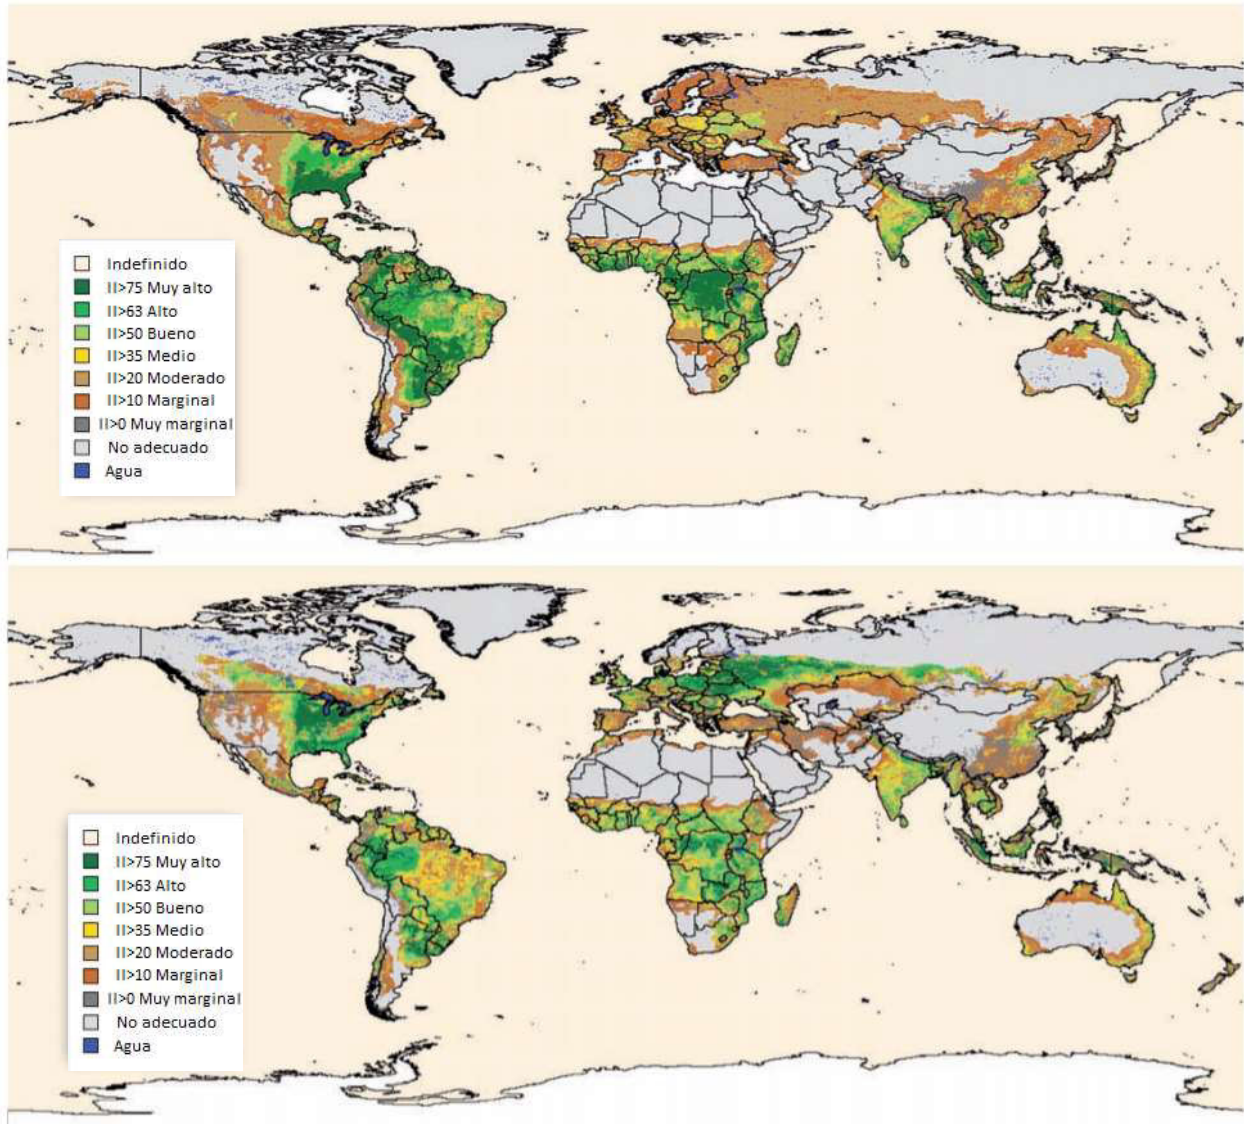 Indefinido
II>75 Muy alto
II>63 Alto
II>50 Bueno
II>35 Medio
II>20 Moderado
II>10 Marginal
II>0 Muy marginal
No adecuado
Agua
Indefinido
II>75 Muy alto
II>63 Alto
II>50 Bueno
II>35 Medio
II>20 Moderado
II>10 Marginal
II>0 Muy marginal
No adecuado
Agua